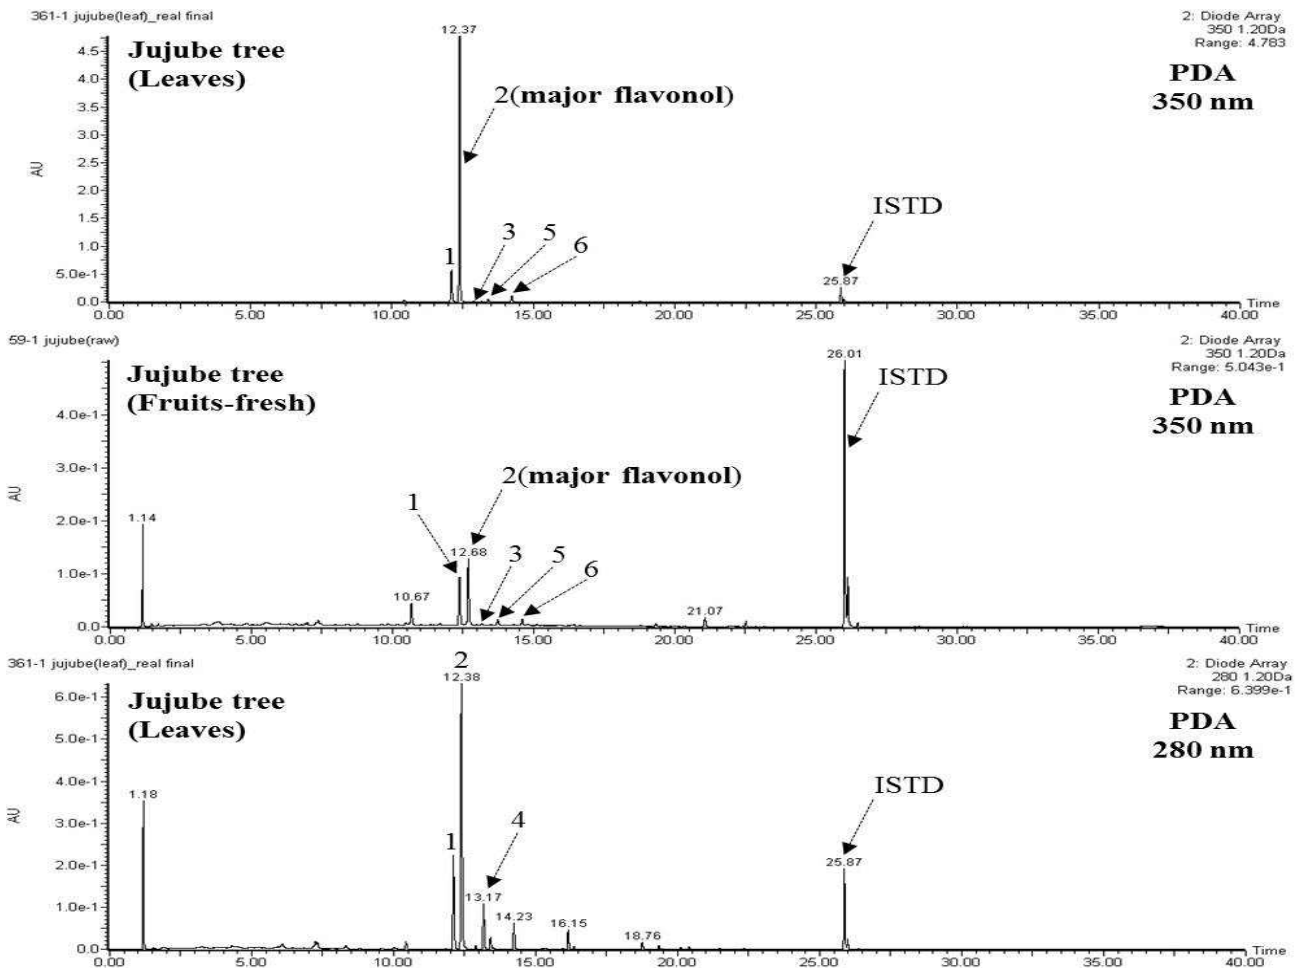 361-1 jujube(leaf)_real final
2: Diode Array
350 1.20Da
Range: 4.783
Jujube tree
(Leaves)
PDA
350 nm
12.37
2(major flavonol)
1
3
5
6
ISTD
25.87
AU
4.5
4.0
3.5
3.0
2.5
2.0
1.5
1.0
5.0e-1
0.0
0.00 5.00 10.00 15.00 20.00 25.00 30.00 35.00 40.00
Time
59-1 jujube(raw)
2: Diode Array
350 1.20Da
Range: 5.043e-1
Jujube tree
(Fruits-fresh)
PDA
350 nm
26.01
ISTD
2(major flavonol)
1
12.68
3
5
6
1.14
10.67
21.07
AU
4.0e-1
3.0e-1
2.0e-1
1.0e-1
0.0
0.00 5.00 10.00 15.00 20.00 25.00 30.00 35.00 40.00
Time
361-1 jujube(leaf)_real final
2: Diode Array
280 1.20Da
Range: 6.399e-1
Jujube tree
(Leaves)
PDA
280 nm
2
12.38
1.18
1
4
13.17
14.23
16.15
18.76
ISTD
25.87
AU
6.0e-1
5.0e-1
4.0e-1
3.0e-1
2.0e-1
1.0e-1
0.0
0.00 5.00 10.00 15.00 20.00 25.00 30.00 35.00 40.00
Time